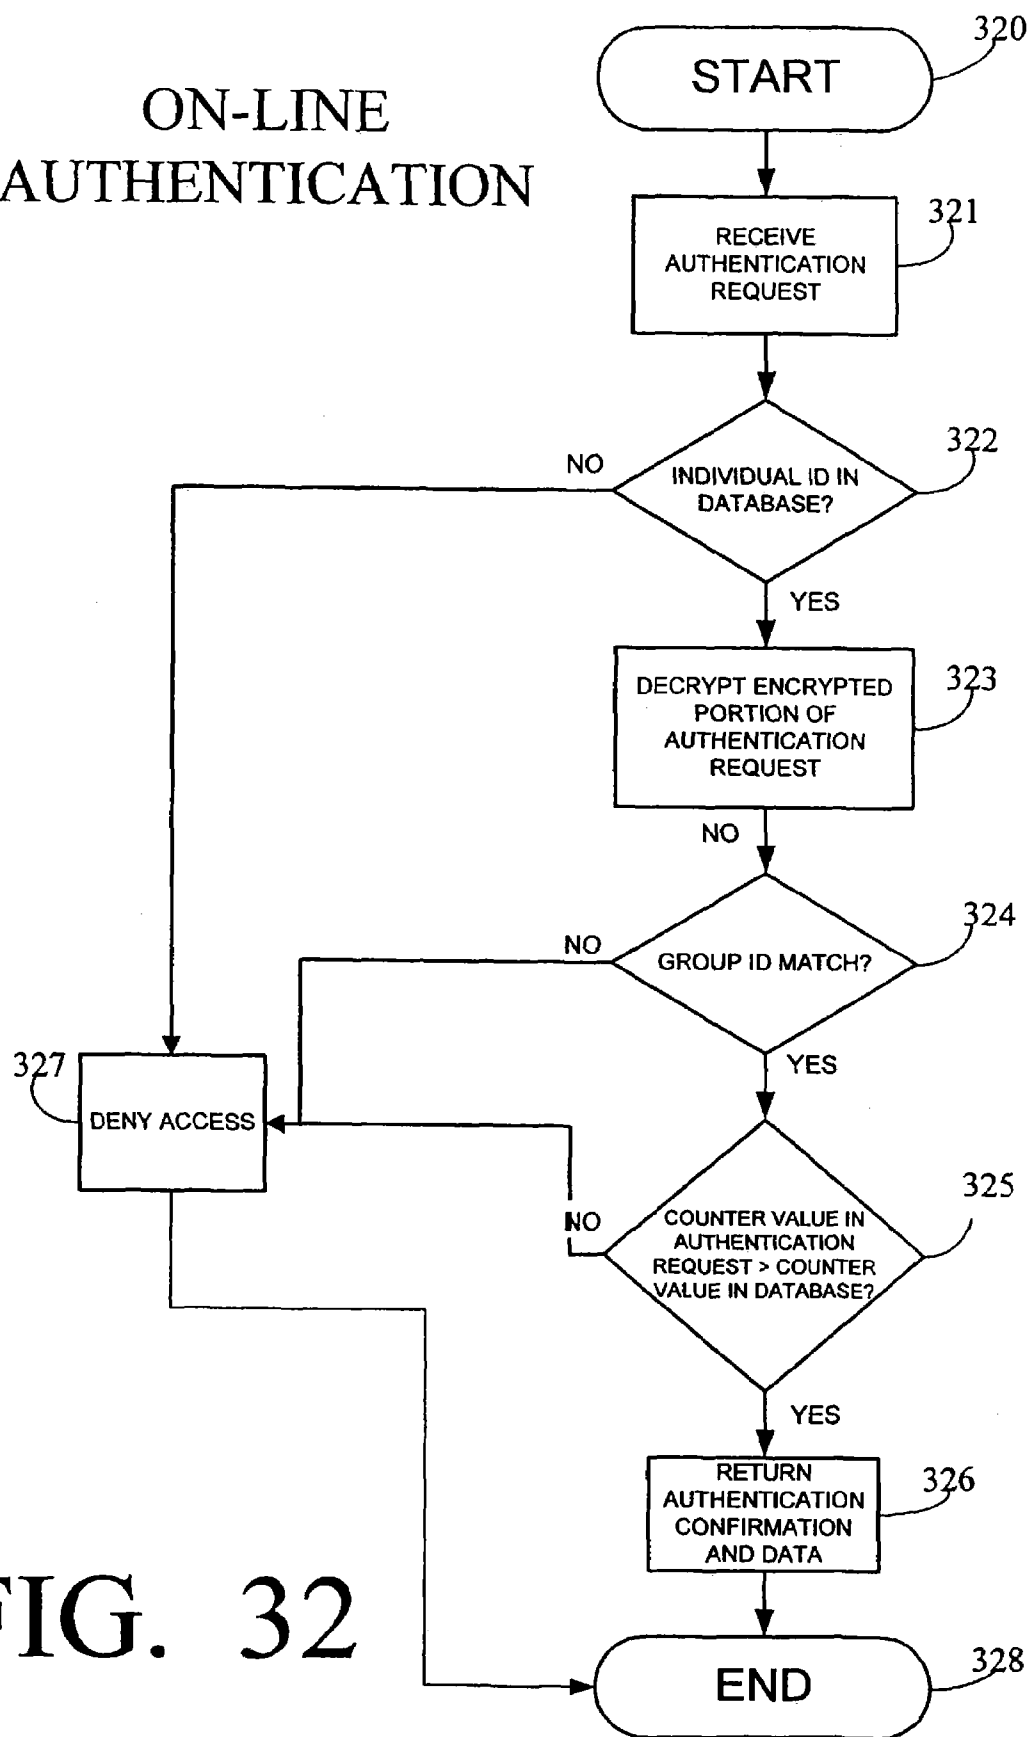 ON-LINE
AUTHENTICATION
START
320
RECEIVE
AUTHENTICATION
REQUEST
321
INDIVIDUAL ID IN
DATABASE?
322
NO
YES
DECRYPT ENCRYPTED
PORTION OF
AUTHENTICATION
REQUEST
323
NO
GROUP ID MATCH?
324
NO
YES
327
DENY ACCESS
COUNTER VALUE IN
AUTHENTICATION
REQUEST > COUNTER
VALUE IN DATABASE?
325
NO
YES
RETURN
AUTHENTICATION
CONFIRMATION
AND DATA
326
END
328
FIG. 32